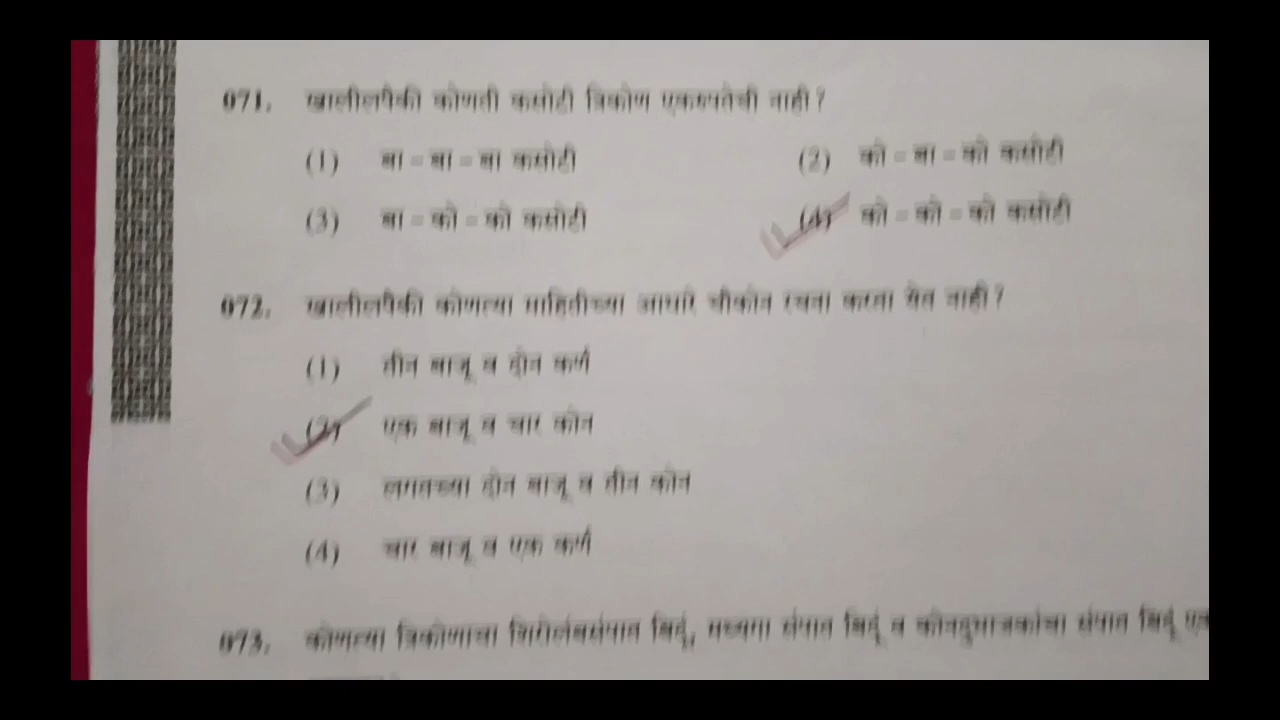 071. खालीलपैकी कोणती कसोटी त्रिकोण एकरुपतेची नाही?
(1) बा - बा - बा कसोटी (2) को - बा - को कसोटी
(3) बा - को - को कसोटी (4) को - को - को कसोटी
072. खालीलपैकी कोणत्या माहितीच्या आधारे चौकोन रचना करता येत नाही?
(1) तीन बाजू व दोन कर्ण
(2) एक बाजू व चार कोन
(3) लगतच्या दोन बाजू व तीन कोन
(4) चार बाजू व एक कर्ण
073. कोणत्या त्रिकोणाचा शिरोलंबसंपात बिंदू, मध्यगा संपात बिंदू व कोनदुभाजकांचा संपात बिंदू